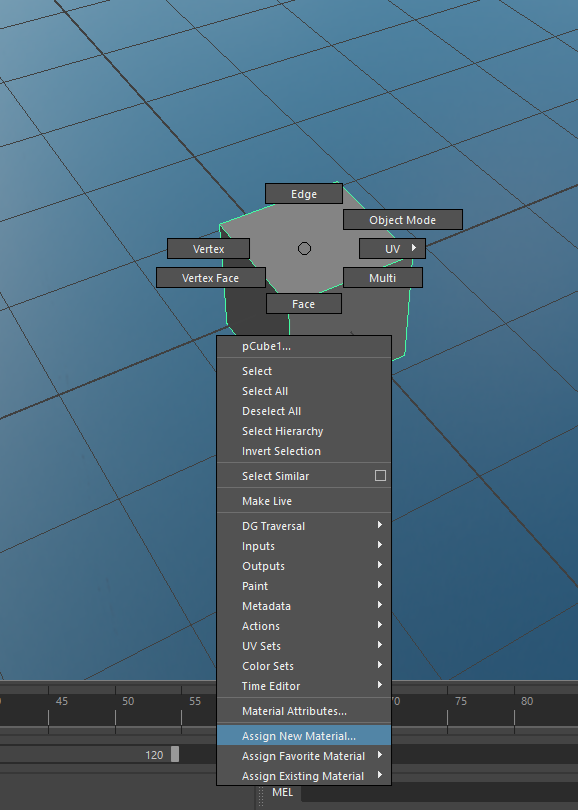 Edge
Object Mode
Vertex
UV
Vertex Face
Multi
Face
pCube1...
Select
Select All
Deselect All
Select Hierarchy
Invert Selection
Select Similar
Make Live
DG Traversal
Inputs
Outputs
Paint
Metadata
Actions
UV Sets
Color Sets
Time Editor
45 50 55 70 75 80
Material Attributes...
Assign New Material...
120
Assign Favorite Material
Assign Existing Material
MEL